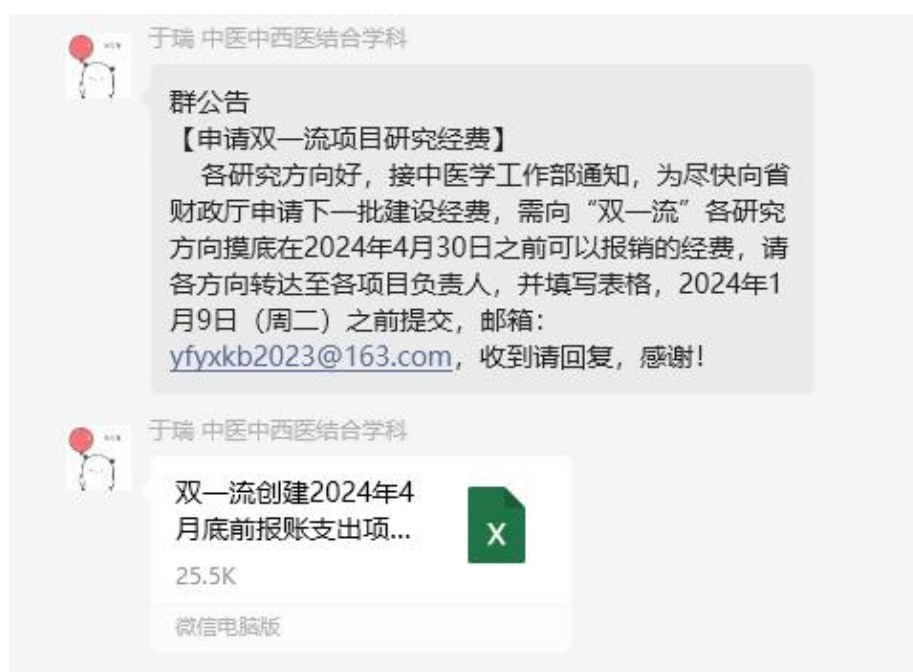 于瑞 中医中西医结合学科
群公告
【申请双一流项目研究经费】
各研究方向好，接中医学工作部通知，为尽快向省
财政厅申请下一批建设经费，需向“双一流”各研究
方向摸底在2024年4月30日之前可以报销的经费，请
各方向转达至各项目负责人，并填写表格，2024年1
月9日（周二）之前提交，邮箱：
yfyxkb2023@163.com，收到请回复，感谢！
于瑞 中医中西医结合学科
双一流创建2024年4
月底前报账支出项...
X
25.5K
微信电脑版